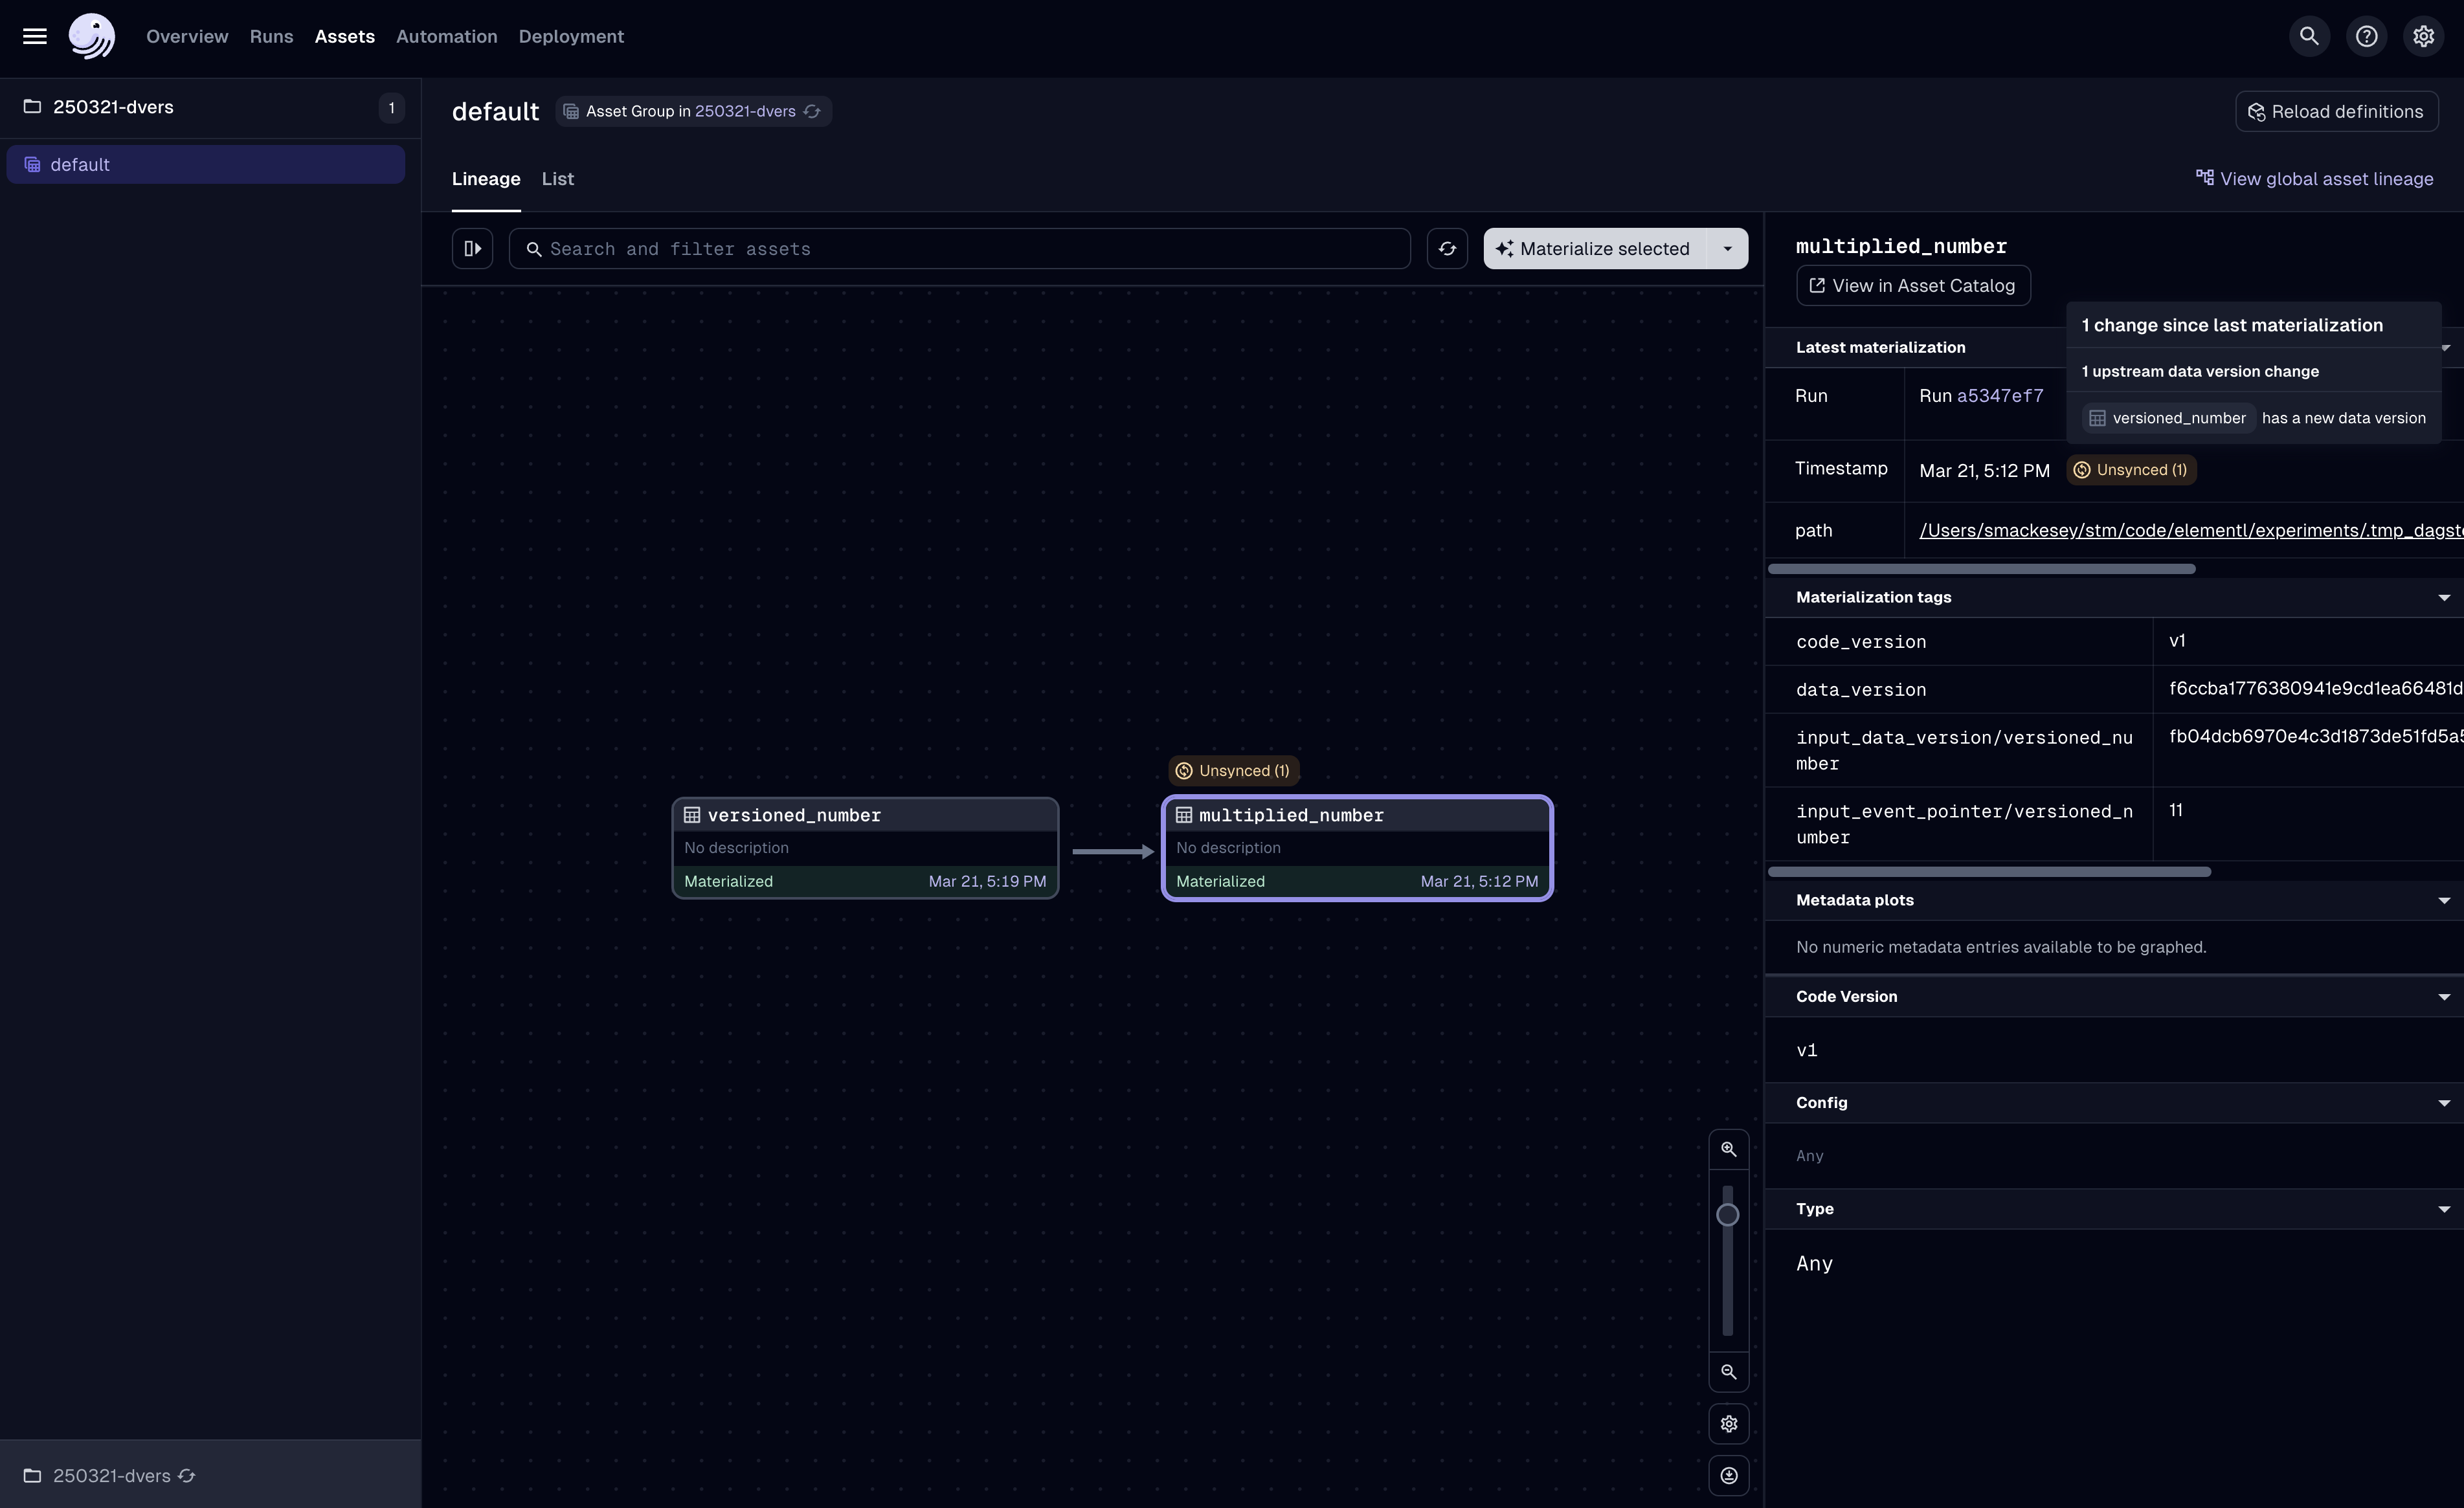 Overview Runs Assets Automation Deployment
250321-dvers 1
default
default Asset Group in 250321-dvers
Reload definitions
Lineage List
View global asset lineage
Search and filter assets
Materialize selected
Unsynced (1)
versioned_number
No description
Materialized Mar 21, 5:19 PM
multiplied_number
No description
Materialized Mar 21, 5:12 PM
multiplied_number
View in Asset Catalog
1 change since last materialization
1 upstream data version change
versioned_number has a new data version
Latest materialization
Run Run a5347ef7
Timestamp Mar 21, 5:12 PM Unsynced (1)
path /Users/smackesey/stm/code/elementl/experiments/.tmp_dagst
Materialization tags
code_version v1
data_version f6ccba1776380941e9cd1ea66481d
input_data_version/versioned_nu fb04dcb6970e4c3d1873de51fd5a5
mber
input_event_pointer/versioned_n 11
umber
Metadata plots
No numeric metadata entries available to be graphed.
Code Version
v1
Config
Any
Type
Any
250321-dvers